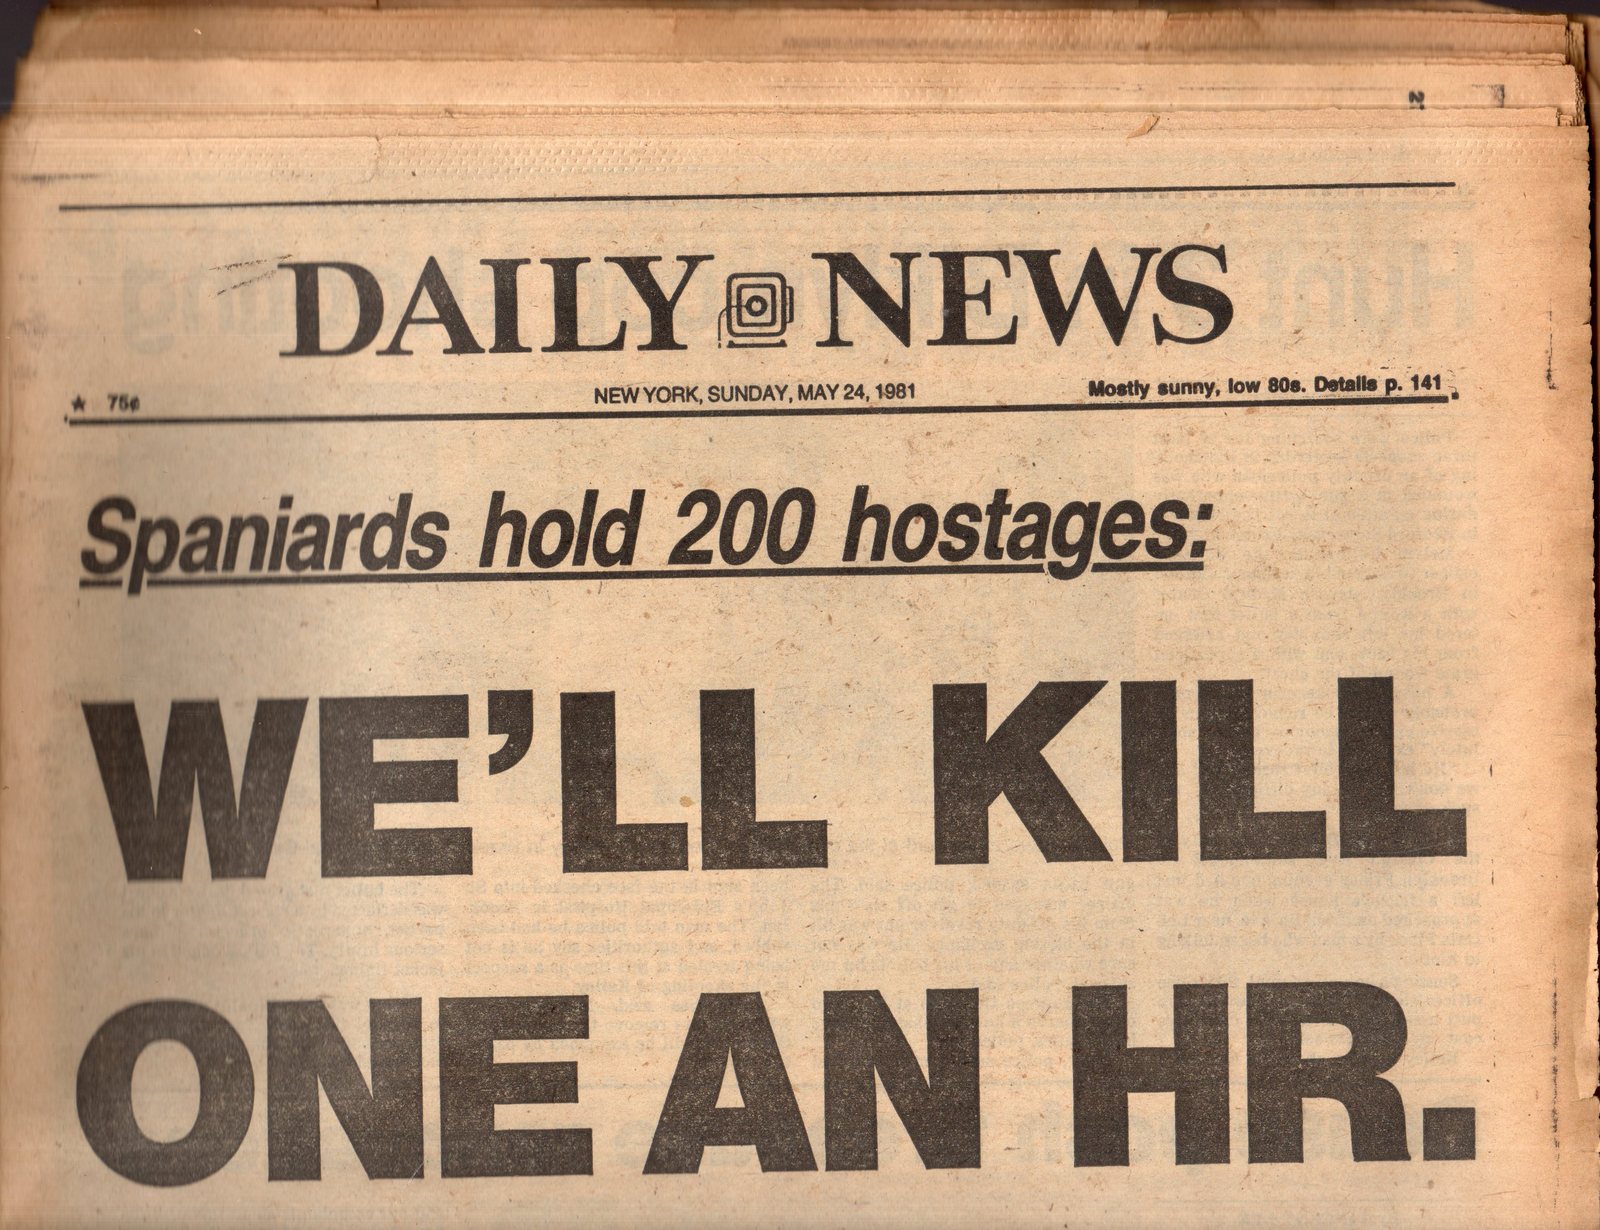 2
DAILY NEWS
★ 75¢ NEW YORK, SUNDAY, MAY 24, 1981 Mostly sunny, low 80s. Details p. 141
Spaniards hold 200 hostages:
WE'LL KILL
ONE AN HR.